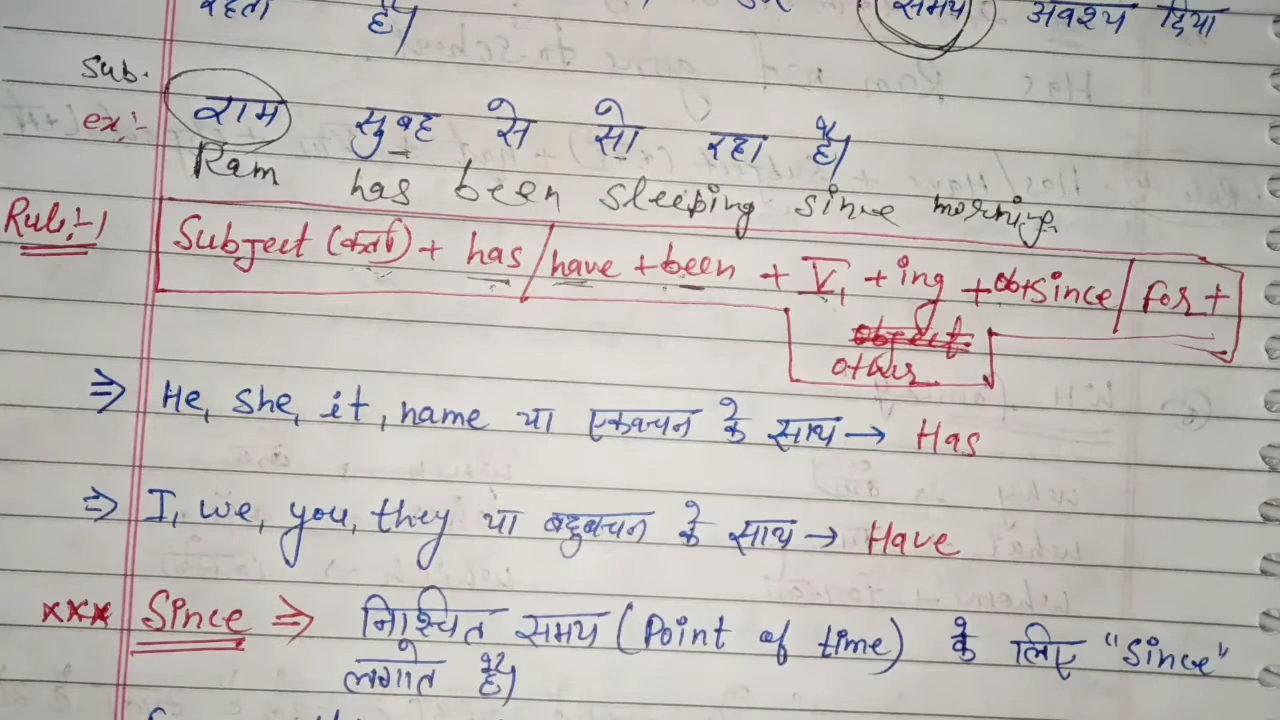 रहता है। समय अवश्य दिया
Sub.
ex:- राम सुबह से सो रहा है।
Ram has been sleeping since morning.
Rule:-1 Subject (कर्ता) + has/have + been + V1 + ing + ob+since/for +
object
other
⇒ He, she, it, name या एकवचन के साथ → Has
⇒ I, we, you, they या बहुबचन के साथ → Have
*** Since ⇒ निश्चित समय (Point of time) के लिए "Since"
लगाते है।